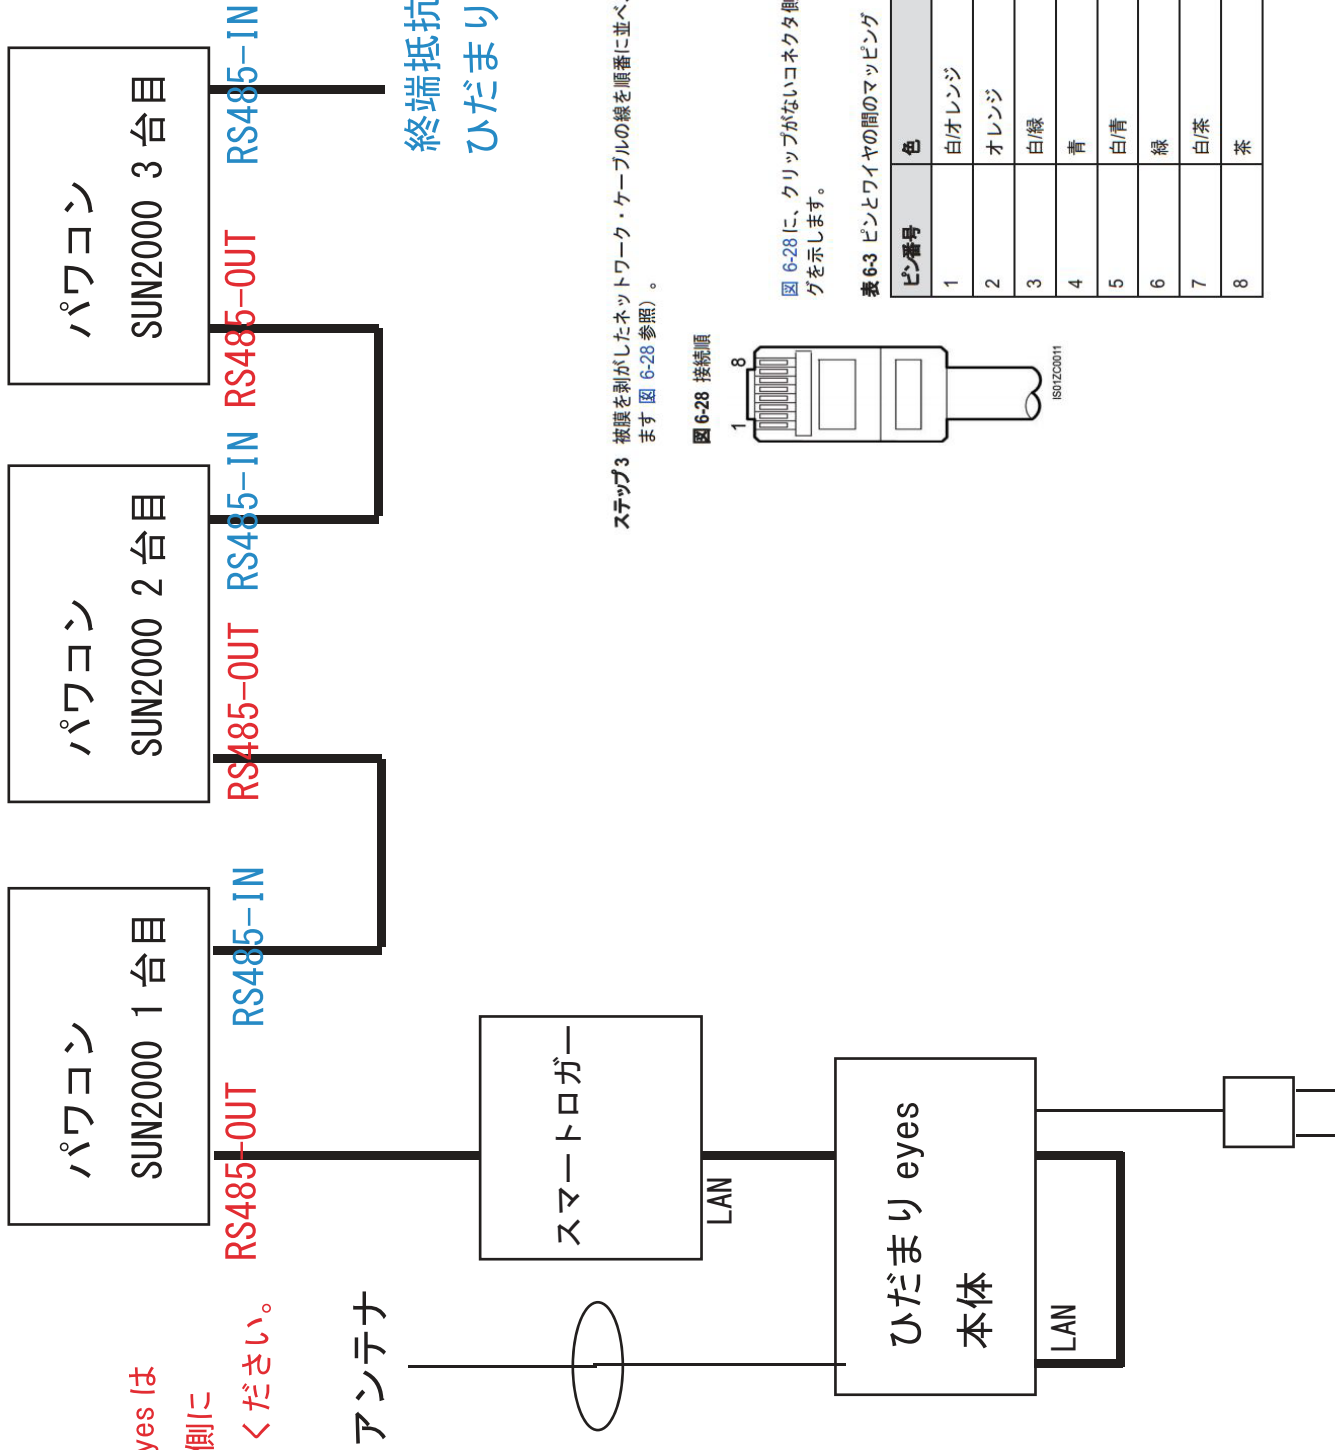 yes は
側に
ください。
アンテナ
パワコン
SUN2000 1 台目
RS485-OUT
RS485-IN
パワコン
SUN2000 2 台目
RS485-OUT
RS485-IN
パワコン
SUN2000 3 台目
RS485-OUT
RS485-IN
終端抵抗
ひだまり
スマートロガー
LAN
ひだまり eyes
本体
LAN
ステップ3 被膜を剥がしたネットワーク・ケーブルの線を順番に並べ、
ます 図 6-28 参照)。
図 6-28 接続順
1 8
IS01ZC0011
図 6-28 に、クリップがないコネクタ側
グを示します。
表 6-3 ピンとワイヤの間のマッピング
ピン番号 色
1 白/オレンジ
2 オレンジ
3 白/緑
4 青
5 白/青
6 緑
7 白/茶
8 茶